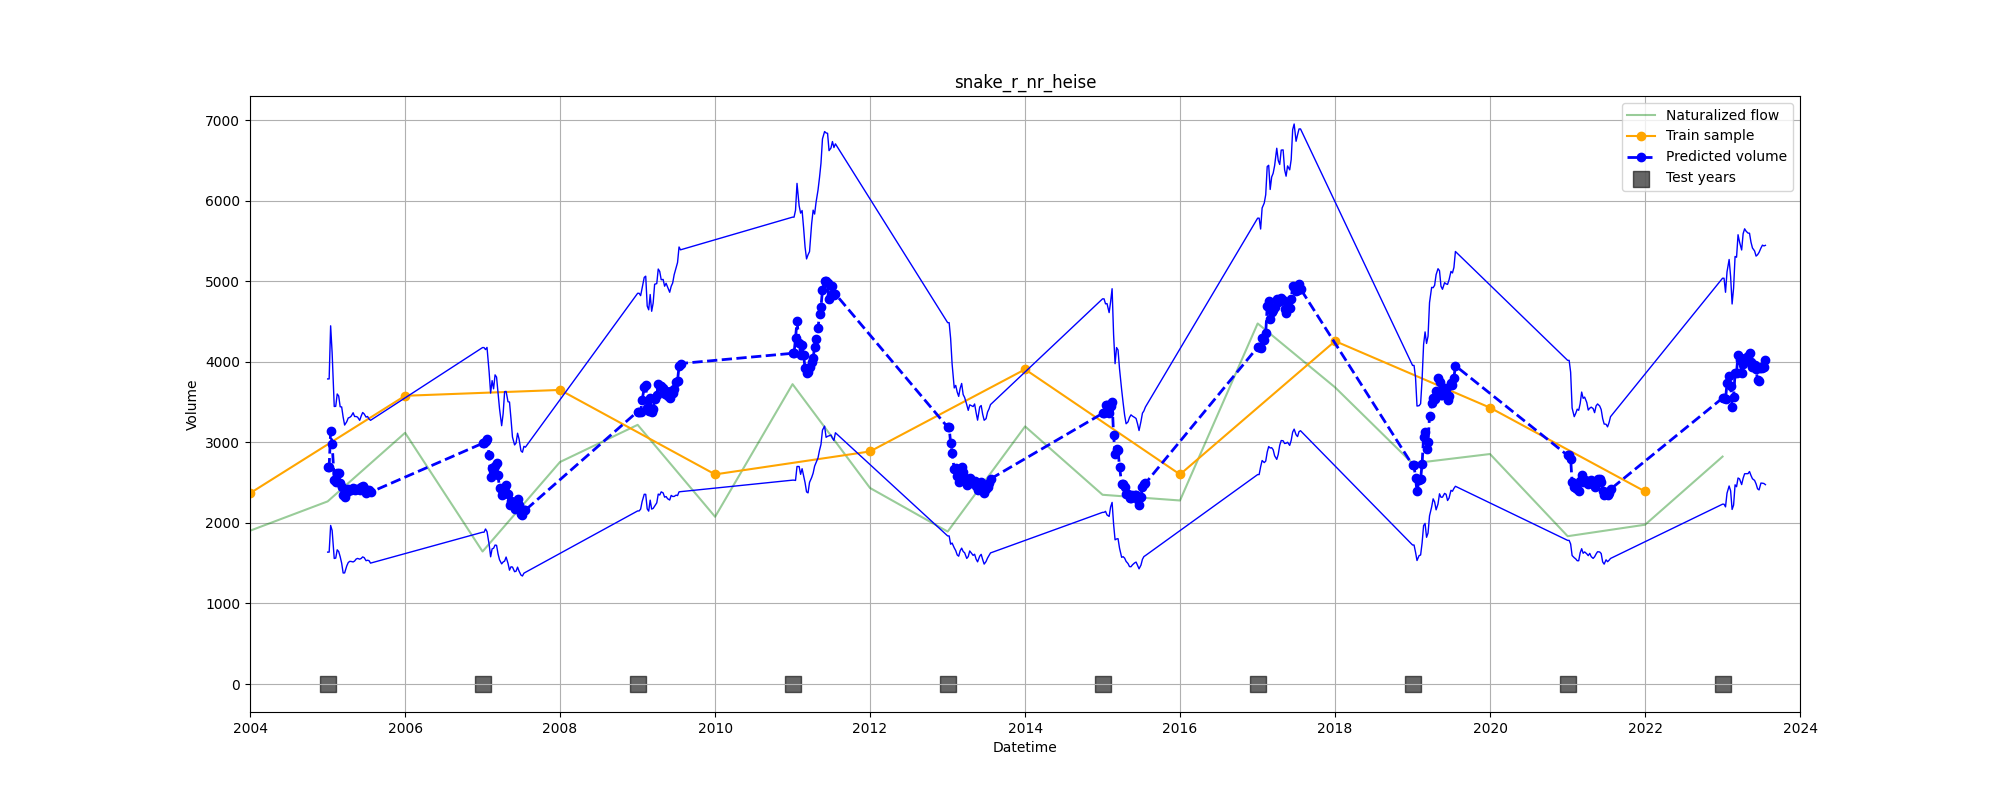 snake_r_nr_heise
Naturalized flow
Train sample
Predicted volume
Test years
Volume
7000
6000
5000
4000
3000
2000
1000
0
2004 2006 2008 2010 2012 2014 2016 2018 2020 2022 2024
Datetime